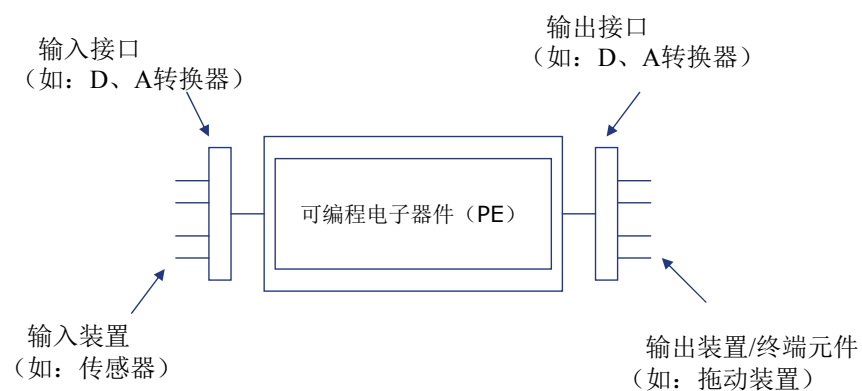 输入接口
（如：D、A转换器）
输出接口
（如：D、A转换器）
可编程电子器件（PE）
输入装置
（如：传感器）
输出装置/终端元件
（如：拖动装置）